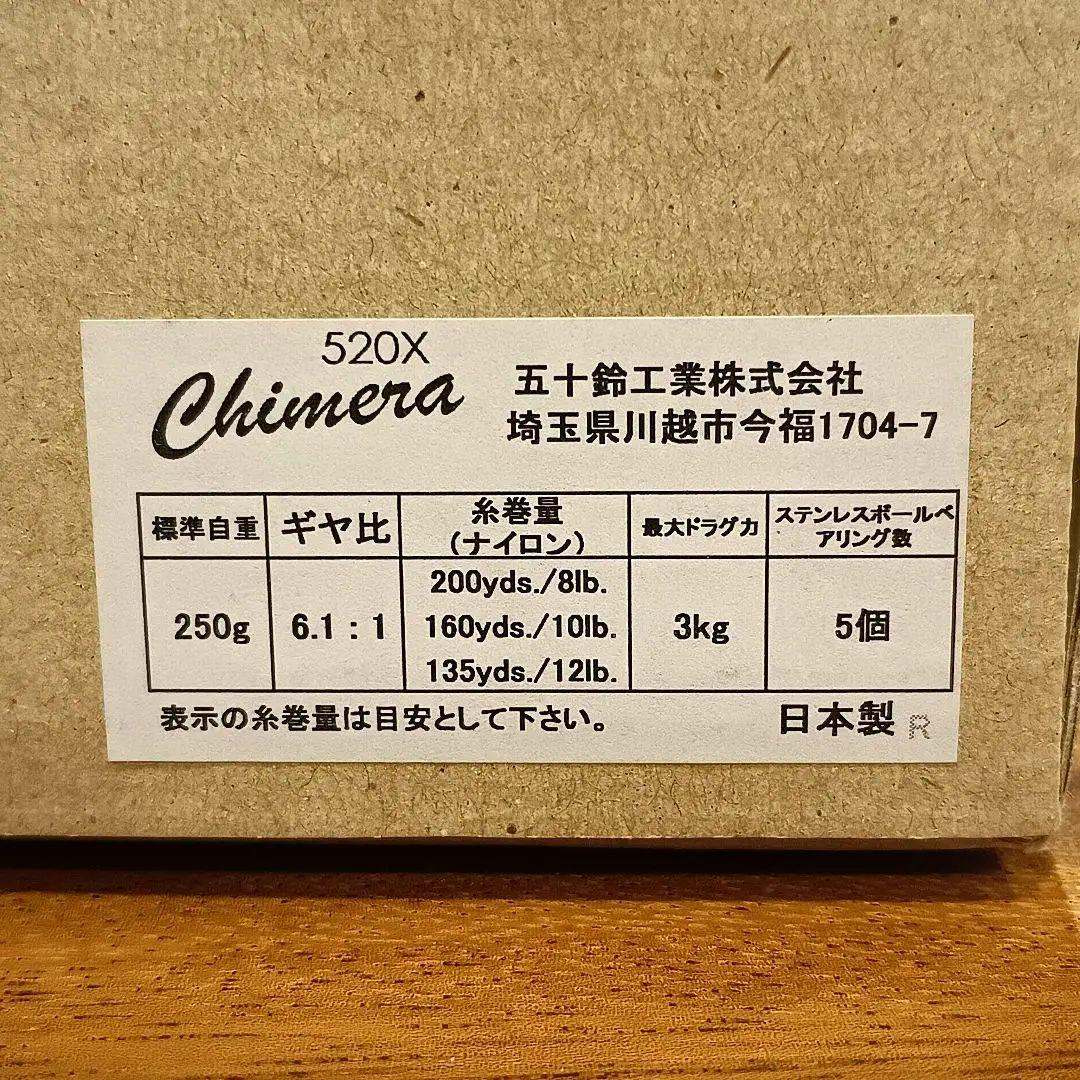 520X
Chimera
五十鈴工業株式会社
埼玉県川越市今福1704-7
標準自重 ギヤ比 糸巻量 (ナイロン) 最大ドラグ力 ステンレスボールベアリング数
250g 6.1:1 200yds./8lb. 3kg 5個
160yds./10lb.
135yds./12lb.
表示の糸巻量は目安として下さい。 日本製 R